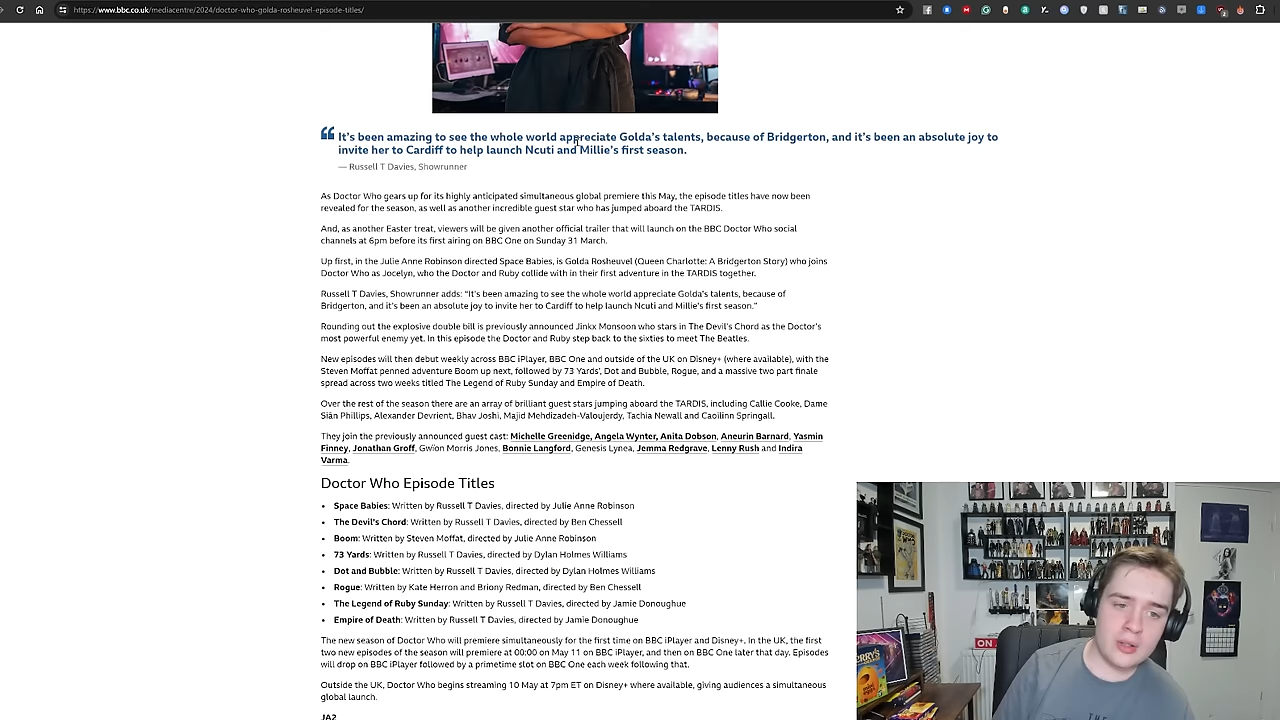 https://www.bbc.co.uk/mediacentre/2024/doctor-who-golda-rosheuvel-episode-titles/
It's been amazing to see the whole world appreciate Golda's talents, because of Bridgerton, and it's been an absolute joy to
invite her to Cardiff to help launch Ncuti and Millie's first season.
— Russell T Davies, Showrunner
As Doctor Who gears up for its highly anticipated simultaneous global premiere this May, the episode titles have now been
revealed for the season, as well as another incredible guest star who has jumped aboard the TARDIS.
And, as another Easter treat, viewers will be given another official trailer that will launch on the BBC Doctor Who social
channels at 6pm before its first airing on BBC One on Sunday 31 March.
Up first, in the Julie Anne Robinson directed Space Babies, is Golda Rosheuvel (Queen Charlotte: A Bridgerton Story) who joins
Doctor Who as Jocelyn, who the Doctor and Ruby collide with in their first adventure in the TARDIS together.
Russell T Davies, Showrunner adds: "It's been amazing to see the whole world appreciate Golda's talents, because of
Bridgerton, and it's been an absolute joy to invite her to Cardiff to help launch Ncuti and Millie's first season."
Rounding out the explosive double bill is previously announced Jinkx Monsoon who stars in The Devil's Chord as the Doctor's
most powerful enemy yet. In this episode the Doctor and Ruby step back to the sixties to meet The Beatles.
New episodes will then debut weekly across BBC iPlayer, BBC One and outside of the UK on Disney+ (where available), with the
Steven Moffat penned adventure Boom up next, followed by 73 Yards', Dot and Bubble, Rogue, and a massive two part finale
spread across two weeks titled The Legend of Ruby Sunday and Empire of Death.
Over the rest of the season there are an array of brilliant guest stars jumping aboard the TARDIS, including Callie Cooke, Dame
Siân Phillips, Alexander Devrient, Bhav Joshi, Majid Mehdizadeh-Valoujerdy, Tachia Newall and Caoilinn Springall.
They join the previously announced guest cast: Michelle Greenidge, Angela Wynter, Anita Dobson, Aneurin Barnard, Yasmin
Finney, Jonathan Groff, Gwïon Morris Jones, Bonnie Langford, Genesis Lynea, Jemma Redgrave, Lenny Rush and Indira
Varma.
Doctor Who Episode Titles
• Space Babies: Written by Russell T Davies, directed by Julie Anne Robinson
• The Devil's Chord: Written by Russell T Davies, directed by Ben Chessell
• Boom: Written by Steven Moffat, directed by Julie Anne Robinson
• 73 Yards: Written by Russell T Davies, directed by Dylan Holmes Williams
• Dot and Bubble: Written by Russell T Davies, directed by Dylan Holmes Williams
• Rogue: Written by Kate Herron and Briony Redman, directed by Ben Chessell
• The Legend of Ruby Sunday: Written by Russell T Davies, directed by Jamie Donoughue
• Empire of Death: Written by Russell T Davies, directed by Jamie Donoughue
The new season of Doctor Who will premiere simultaneously for the first time on BBC iPlayer and Disney+. In the UK, the first
two new episodes of the season will premiere at 00:00 on May 11 on BBC iPlayer, and then on BBC One later that day. Episodes
will drop on BBC iPlayer followed by a primetime slot on BBC One each week following that.
Outside the UK, Doctor Who begins streaming 10 May at 7pm ET on Disney+ where available, giving audiences a simultaneous
global launch.
JA2
ON
THE